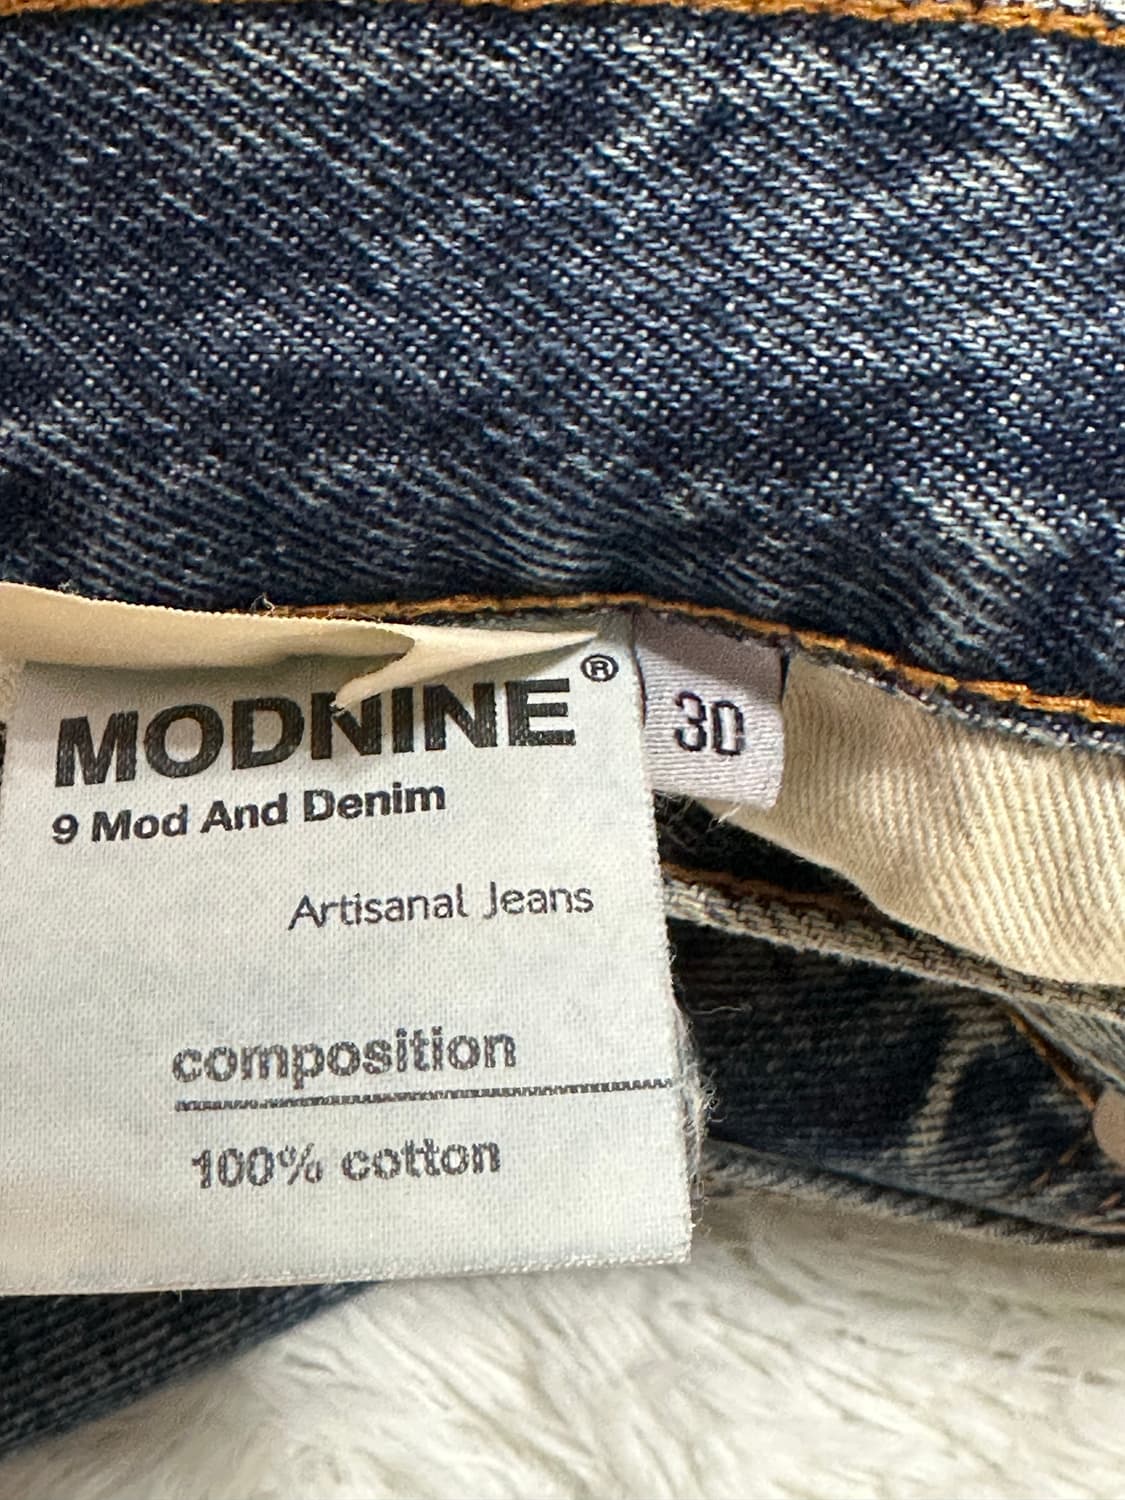 MODNINE®
30
9 Mod And Denim
Artisanal Jeans
composition
100% cotton